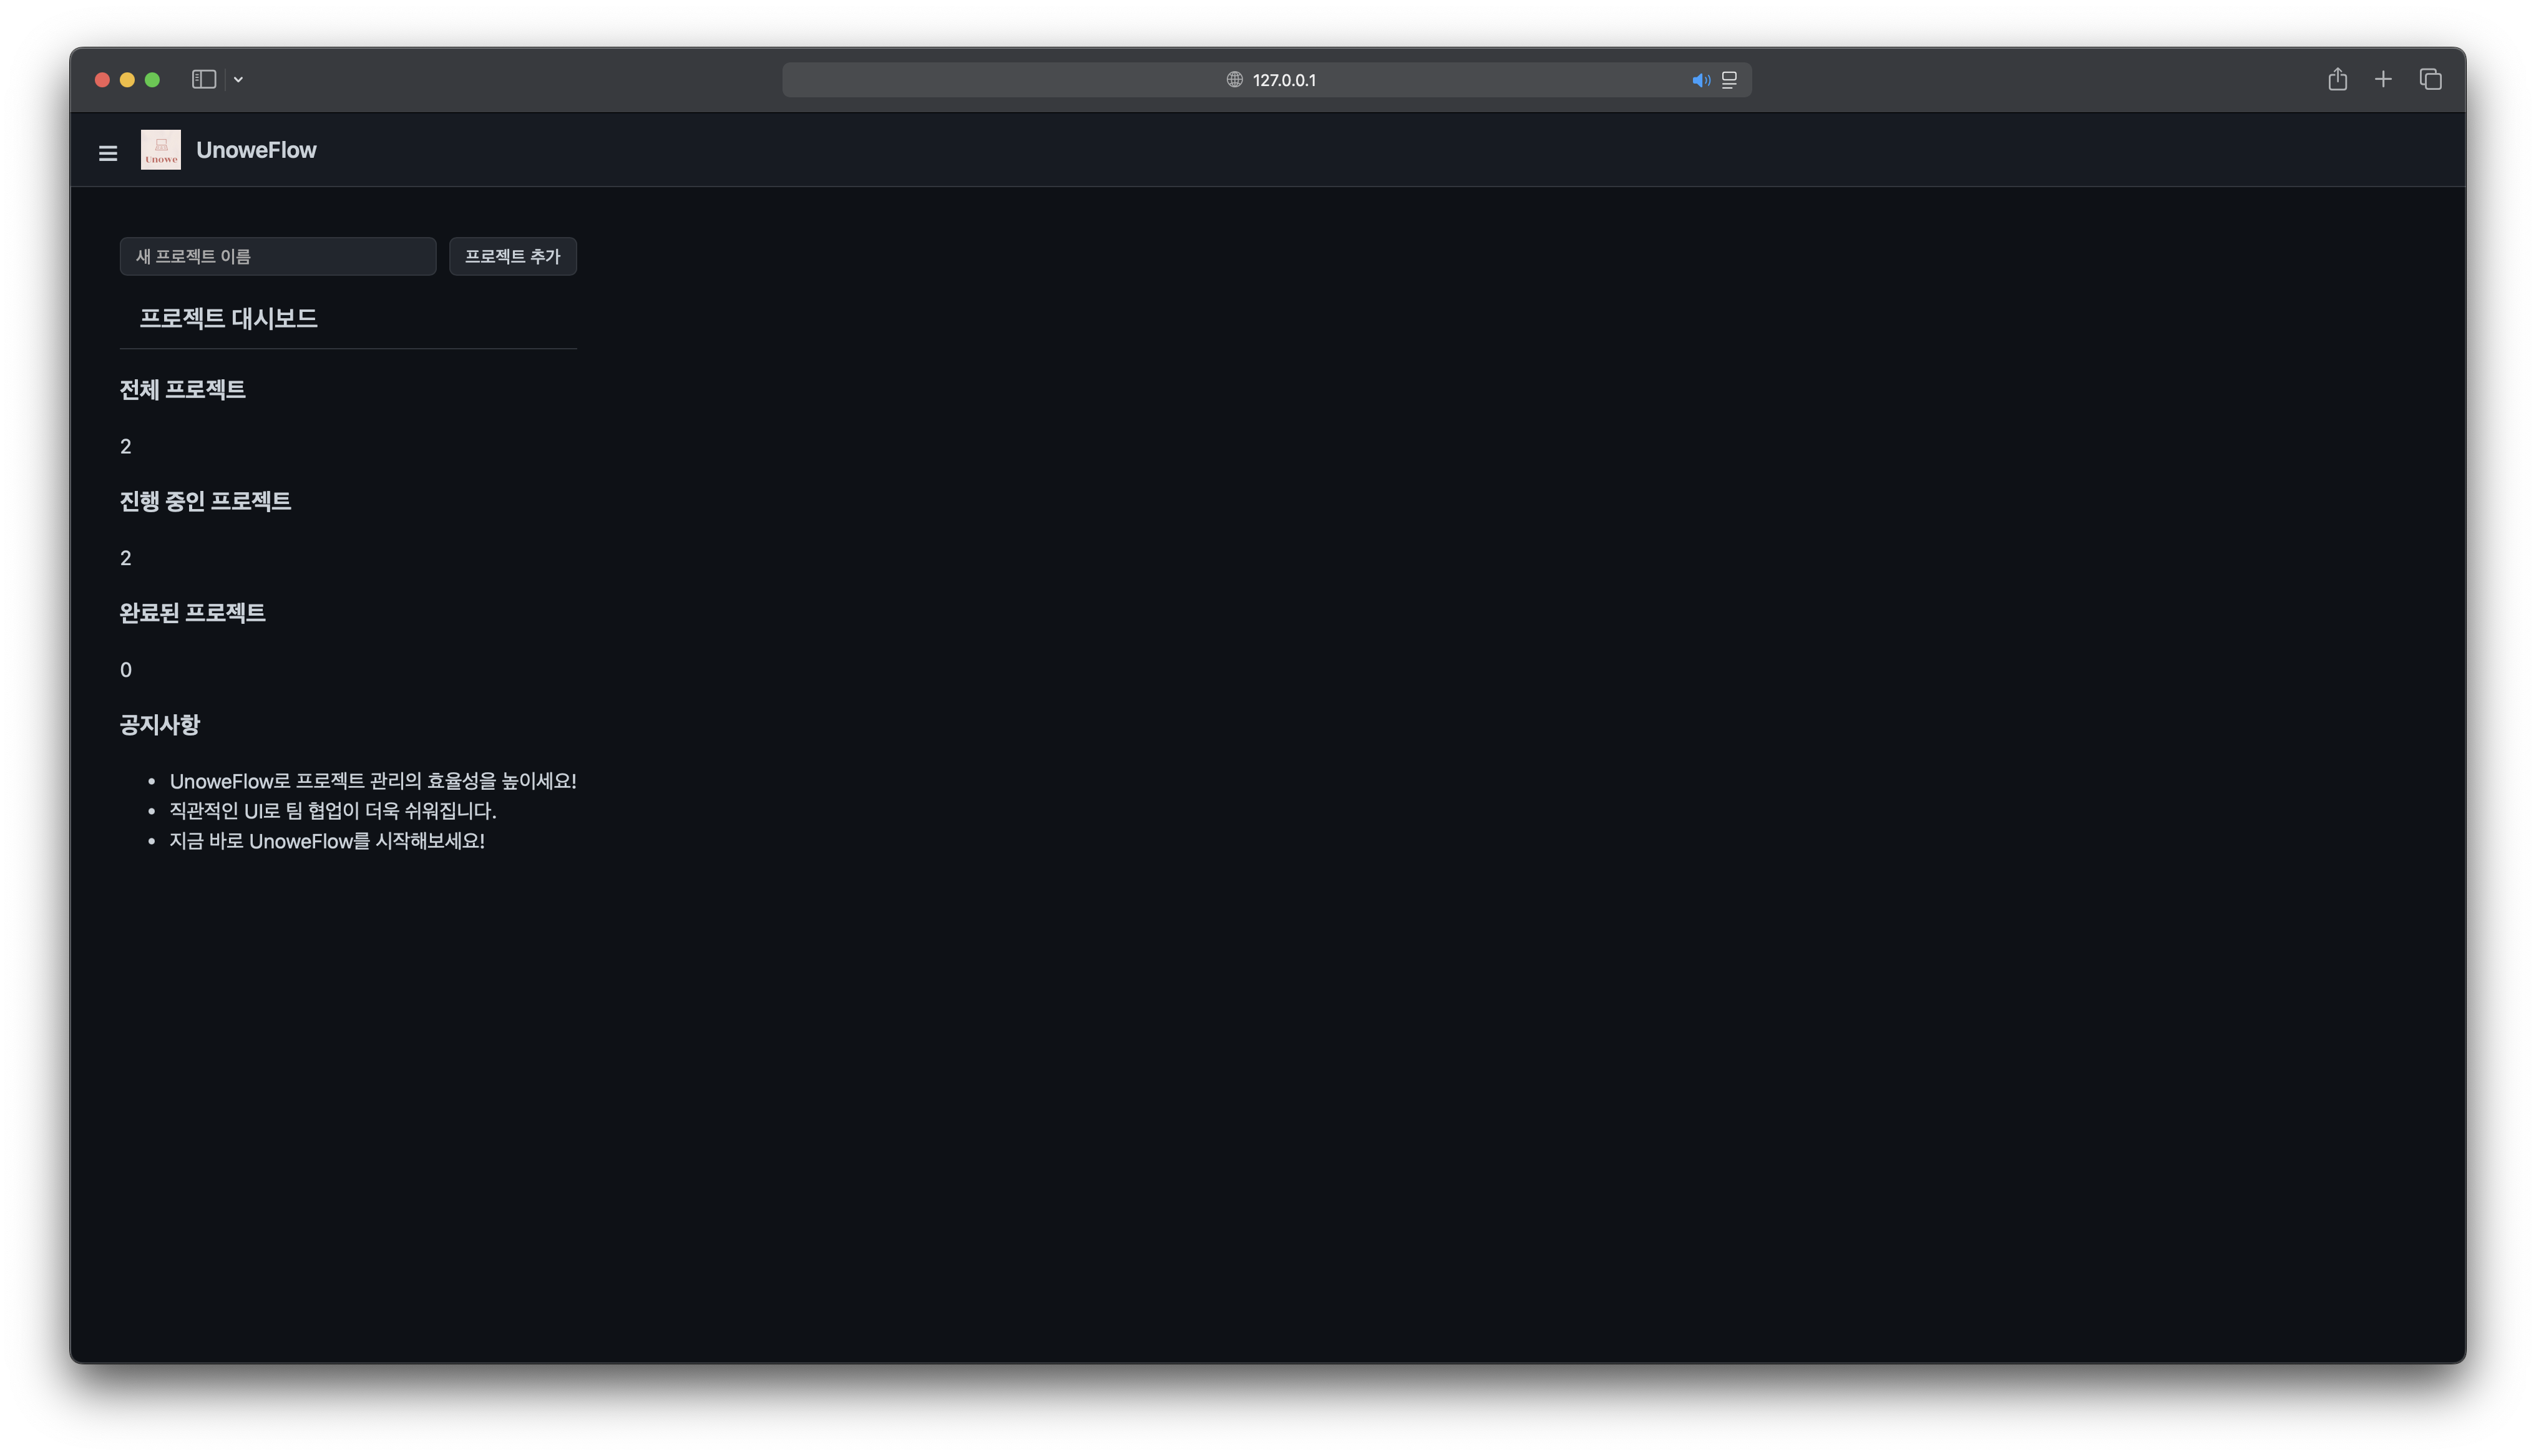 127.0.0.1
Unowe
UnoweFlow
새 프로젝트 이름
프로젝트 추가
프로젝트 대시보드
전체 프로젝트
2
진행 중인 프로젝트
2
완료된 프로젝트
0
공지사항
UnoweFlow로 프로젝트 관리의 효율성을 높이세요!
직관적인 UI로 팀 협업이 더욱 쉬워집니다.
지금 바로 UnoweFlow를 시작해보세요!